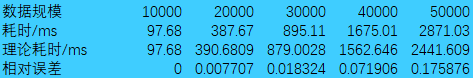 数据规模 10000 20000 30000 40000 50000
耗时/ms 97.68 387.67 895.11 1675.01 2871.03
理论耗时/ms 97.68 390.6809 879.0028 1562.646 2441.609
相对误差 0 0.007707 0.018324 0.071906 0.175876